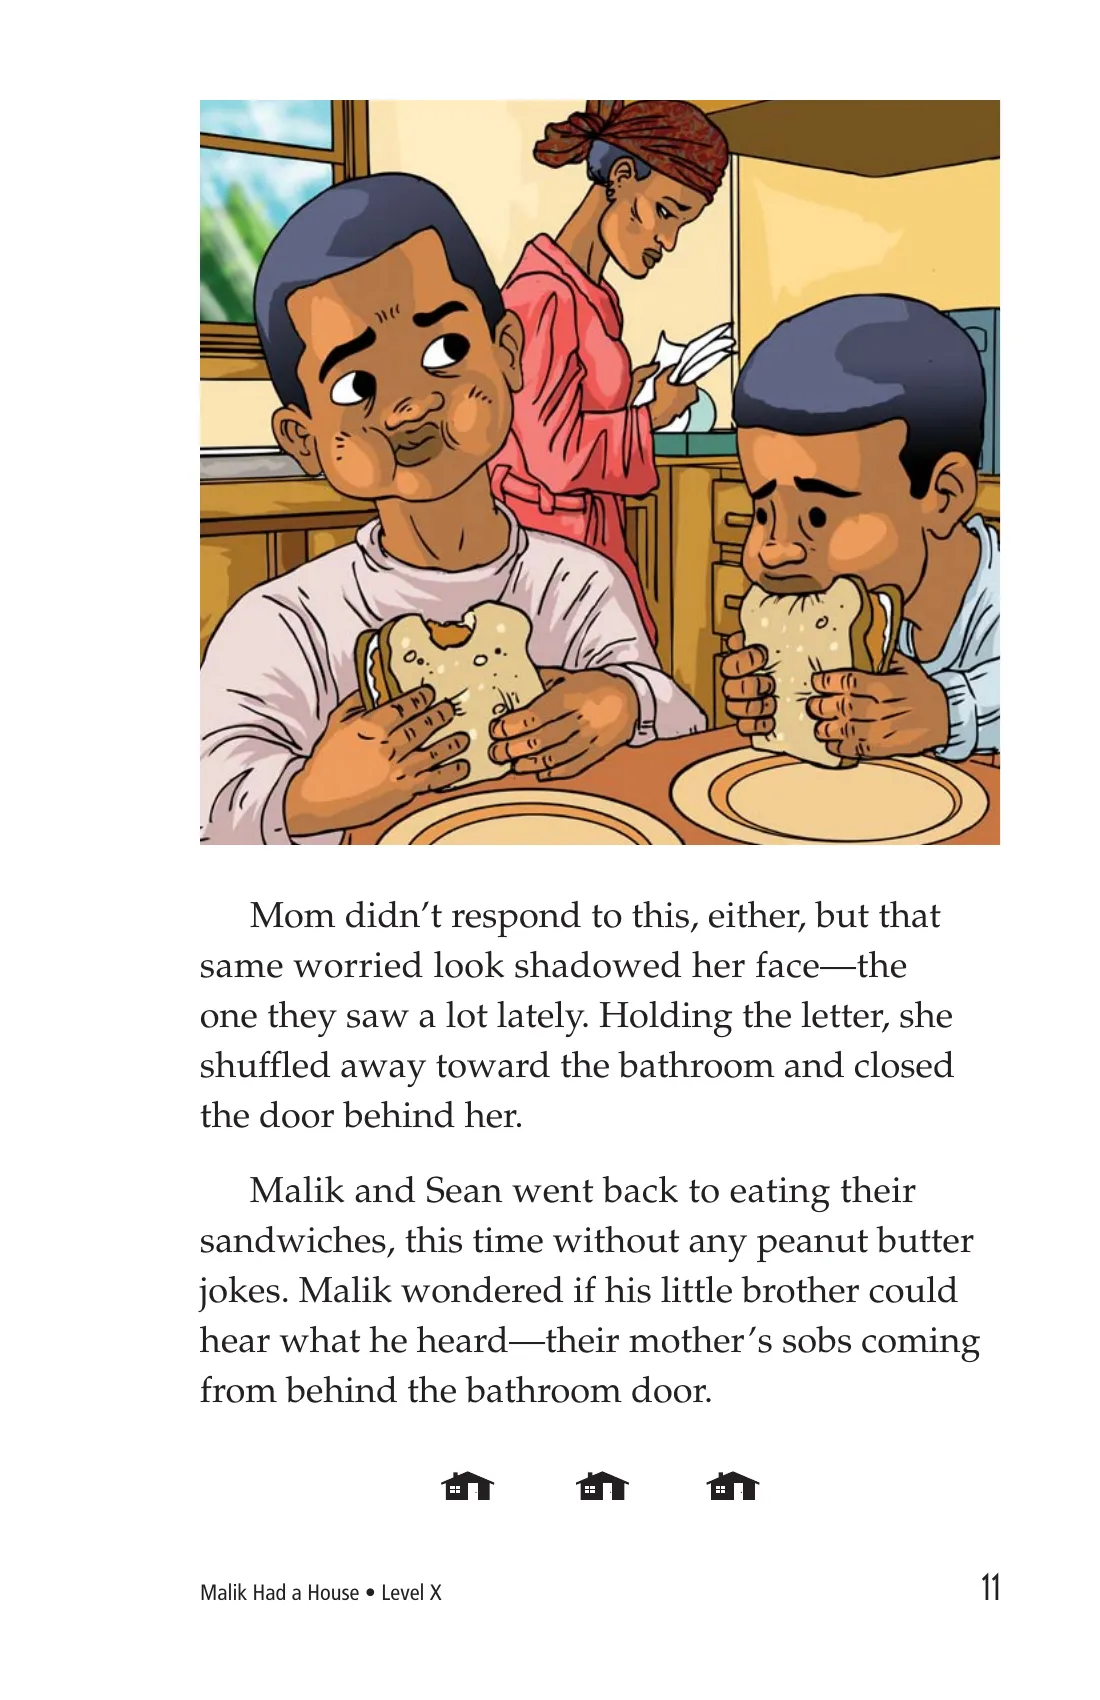 Mom didn’t respond to this, either, but that
same worried look shadowed her face—the
one they saw a lot lately. Holding the letter, she
shuffled away toward the bathroom and closed
the door behind her.
Malik and Sean went back to eating their
sandwiches, this time without any peanut butter
jokes. Malik wondered if his little brother could
hear what he heard—their mother’s sobs coming
from behind the bathroom door.
Malik Had a House • Level X
11